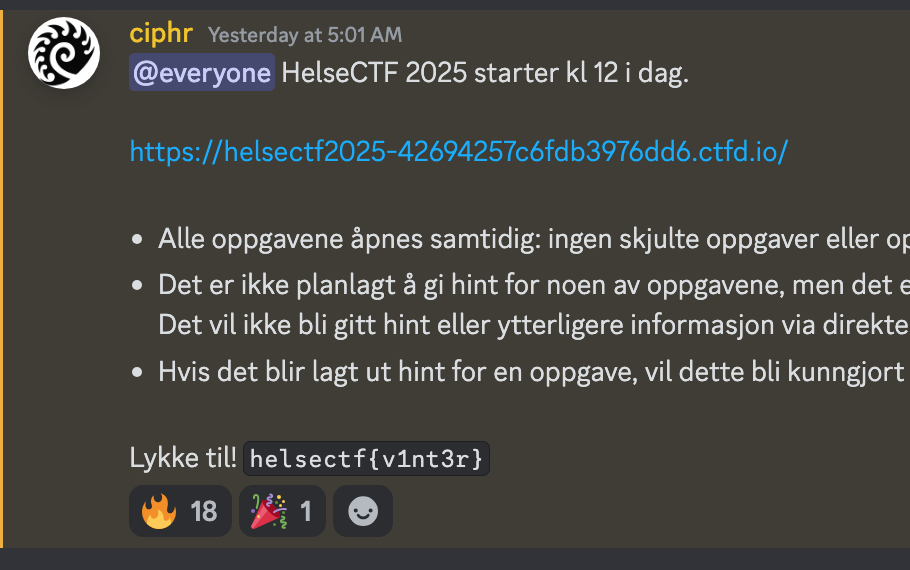 ciphr Yesterday at 5:01 AM
@everyone HelseCTF 2025 starter kl 12 i dag.
https://helsectf2025-42694257c6fdb3976dd6.ctfd.io/
• Alle oppgavene åpnes samtidig: ingen skjulte oppgaver eller
• Det er ikke planlagt å gi hint for noen av oppgavene, men det
Det vil ikke bli gitt hint eller ytterligere informasjon via direkte
• Hvis det blir lagt ut hint for en oppgave, vil dette bli kunngjort
Lykke til! helsectf{v1nt3r}
🔥 18 🎉 1